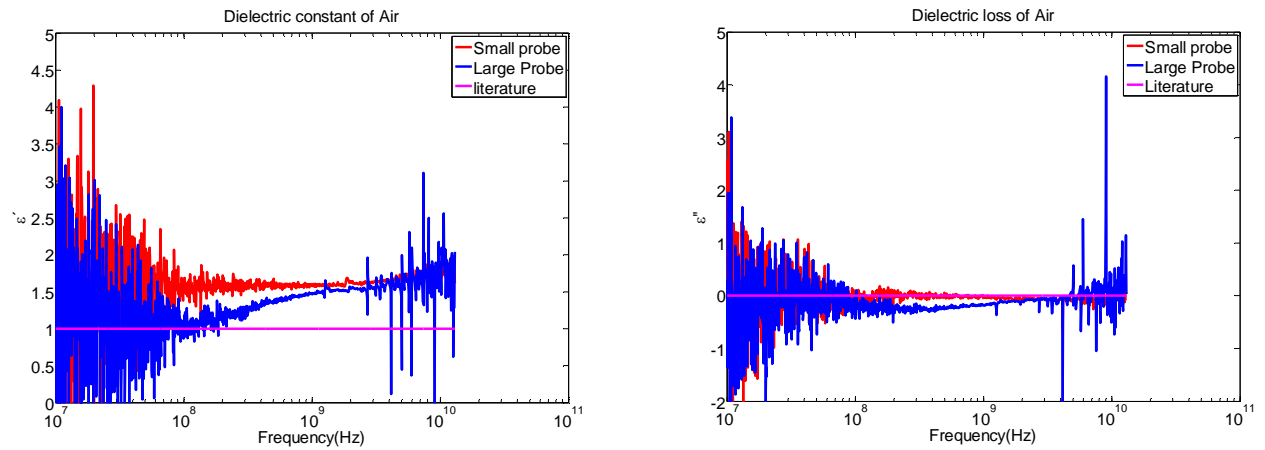 Dielectric constant of Air
5
4.5
4
3.5
3
2.5
2
1.5
1
0.5
0
ε´
10^7
10^8
10^9
10^10
10^11
Frequency(Hz)
Small probe
Large Probe
literature
Dielectric loss of Air
5
4
3
2
1
0
-1
-2
ε"
10^7
10^8
10^9
10^10
10^11
Frequency(Hz)
Small probe
Large Probe
Literature